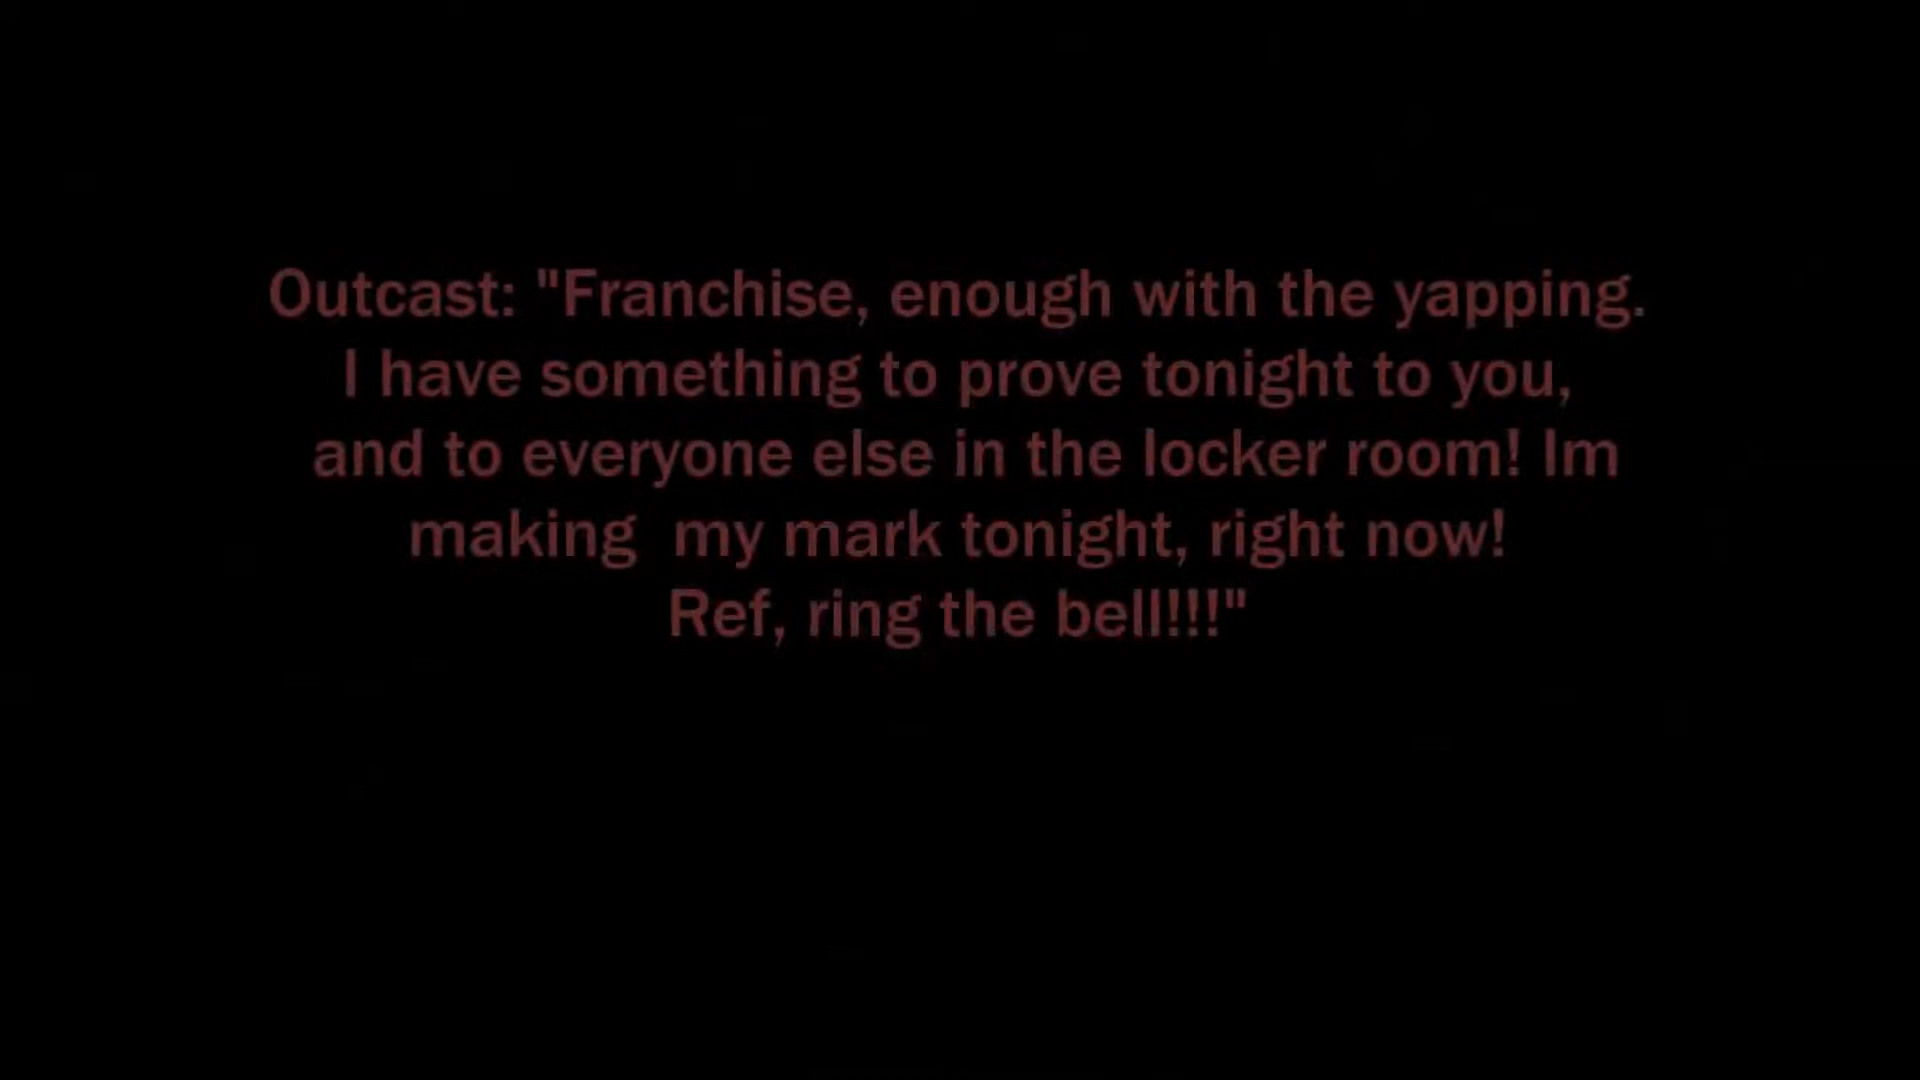 Outcast: "Franchise, enough with the yapping.
I have something to prove tonight to you,
and to everyone else in the locker room! Im
making  my mark tonight, right now!
Ref, ring the bell!!!"